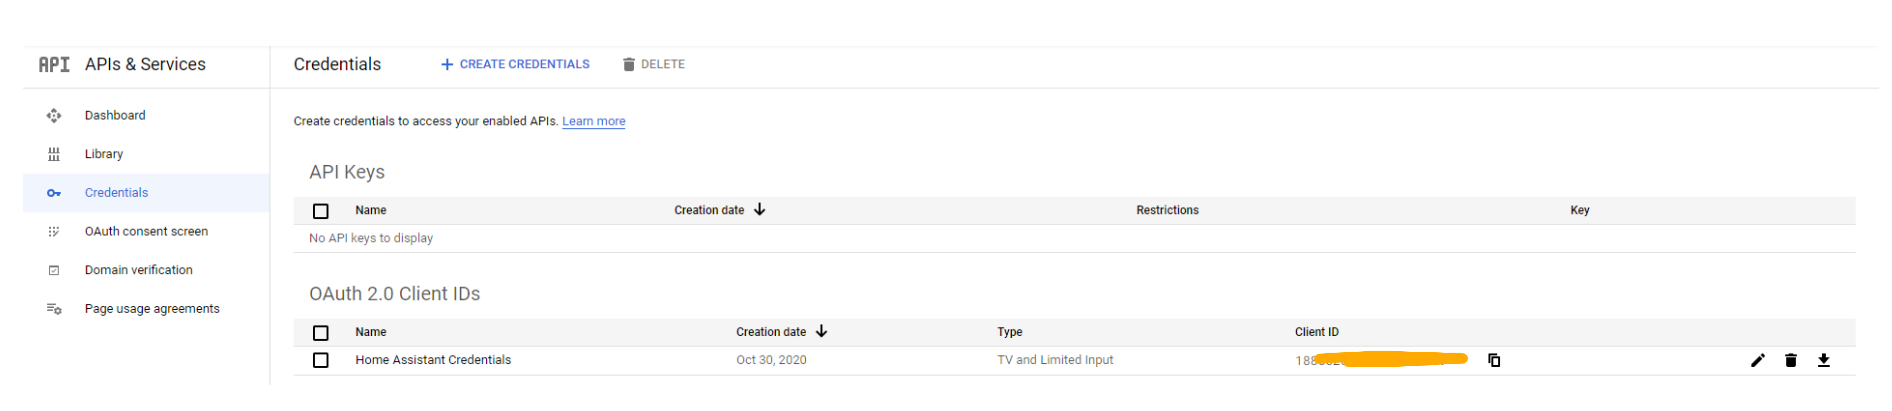 API APIs & Services
Credentials
+ CREATE CREDENTIALS
DELETE
Dashboard
Library
Credentials
OAuth consent screen
Domain verification
Page usage agreements
Create credentials to access your enabled APIs. Learn more
API Keys
Name Creation date Restrictions Key
No API keys to display
OAuth 2.0 Client IDs
Name Creation date Type Client ID
Home Assistant Credentials Oct 30, 2020 TV and Limited Input